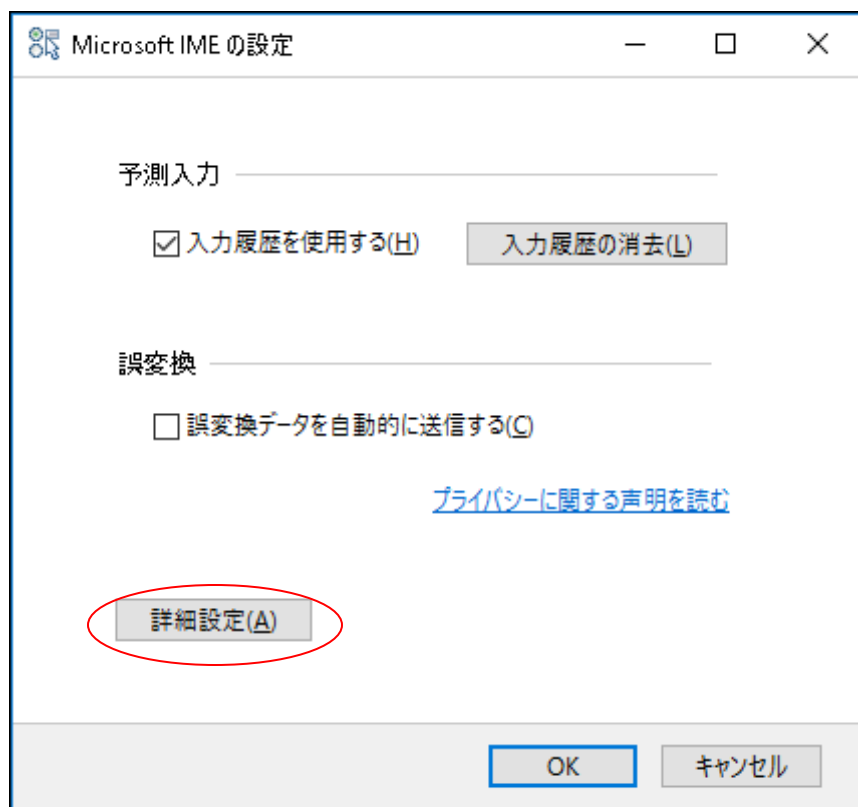 Microsoft IME の設定
予測入力
入力履歴を使用する(H)
入力履歴の消去(L)
誤変換
誤変換データを自動的に送信する(C)
プライバシーに関する声明を読む
詳細設定(A)
OK
キャンセル